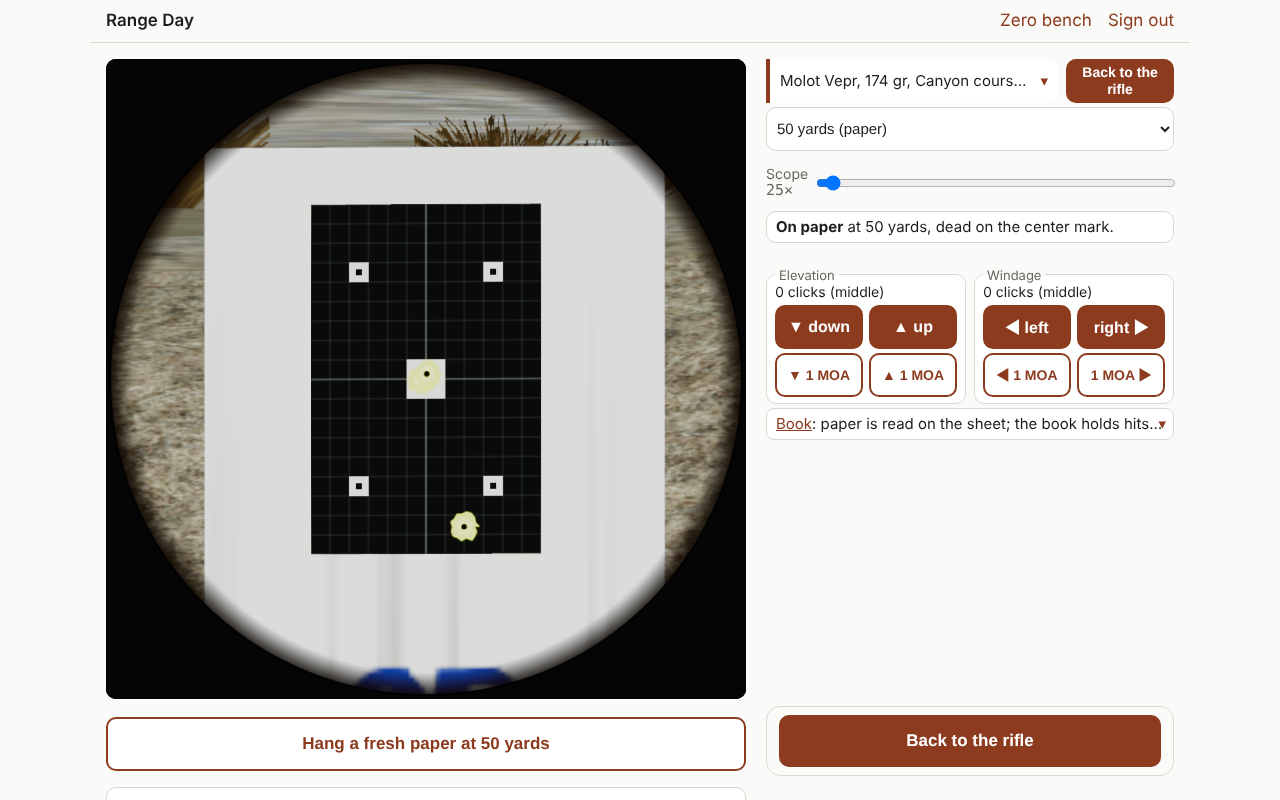 Range Day
Zero bench
Sign out
Molot Vepr, 174 gr, Canyon cours... ▼
Back to the
rifle
50 yards (paper)
Scope
25×
On paper at 50 yards, dead on the center mark.
Elevation
0 clicks (middle)
▼ down
▲ up
▼ 1 MOA
▲ 1 MOA
Windage
0 clicks (middle)
◀ left
right ▶
◀ 1 MOA
1 MOA ▶
Book: paper is read on the sheet; the book holds hits... ▼
Hang a fresh paper at 50 yards
Back to the rifle